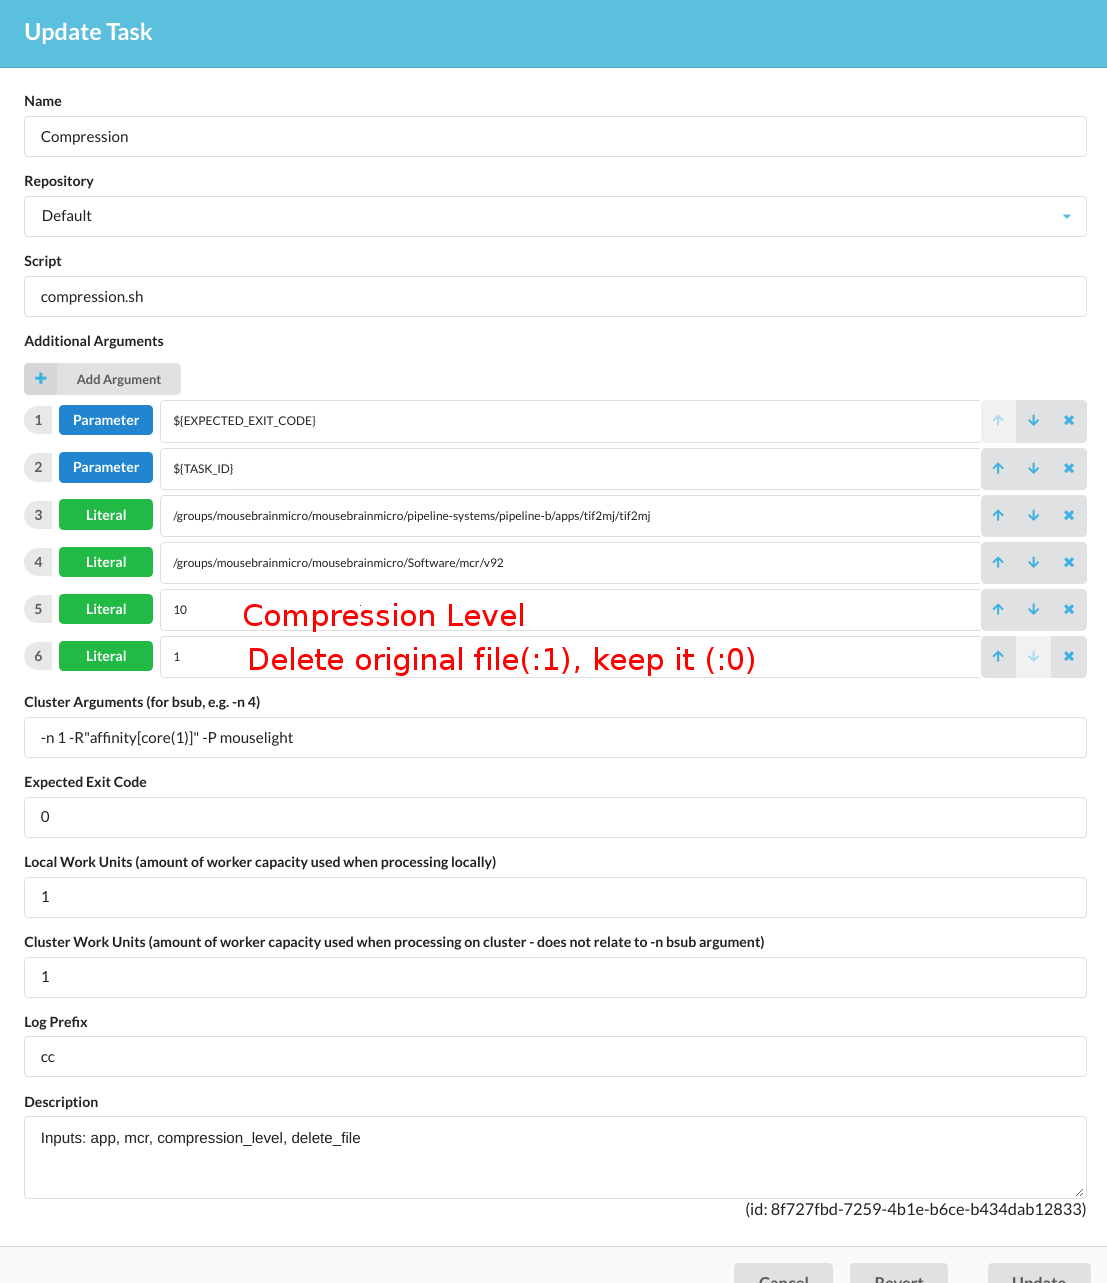 Update Task
Name
Compression
Repository
Default
Script
compression.sh
Additional Arguments
Add Argument
1 Parameter ${EXPECTED_EXIT_CODE}
2 Parameter ${TASK_ID}
3 Literal /groups/mousebrainmicro/mousebrainmicro/pipeline-systems/pipeline-b/apps/tif2mj/tif2mj
4 Literal /groups/mousebrainmicro/mousebrainmicro/Software/mcr/v92
5 Literal 10 Compression Level
6 Literal 1 Delete original file(:1), keep it (:0)
Cluster Arguments (for bsub, e.g. -n 4)
-n 1 -R"affinity[core(1)]" -P mouselight
Expected Exit Code
0
Local Work Units (amount of worker capacity used when processing locally)
1
Cluster Work Units (amount of worker capacity used when processing on cluster - does not relate to -n bsub argument)
1
Log Prefix
cc
Description
Inputs: app, mcr, compression_level, delete_file
(id: 8f727fbd-7259-4b1e-b6ce-b434dab12833)
Cancel Revert Update